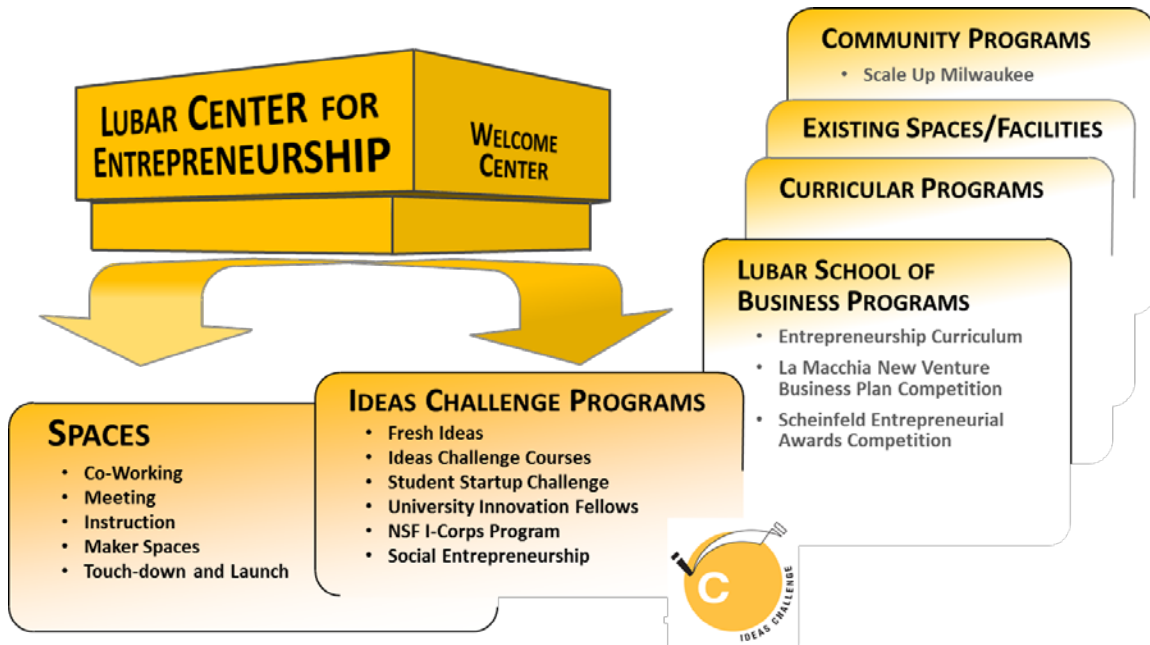 LUBAR CENTER FOR
ENTREPRENEURSHIP
WELCOME
CENTER
SPACES
• Co-Working
• Meeting
• Instruction
• Maker Spaces
• Touch-down and Launch
IDEAS CHALLENGE PROGRAMS
• Fresh Ideas
• Ideas Challenge Courses
• Student Startup Challenge
• University Innovation Fellows
• NSF I-Corps Program
• Social Entrepreneurship
C
IDEAS CHALLENGE
LUBAR SCHOOL OF
BUSINESS PROGRAMS
• Entrepreneurship Curriculum
• La Macchia New Venture
Business Plan Competition
• Scheinfeld Entrepreneurial
Awards Competition
CURRICULAR PROGRAMS
EXISTING SPACES/FACILITIES
COMMUNITY PROGRAMS
• Scale Up Milwaukee